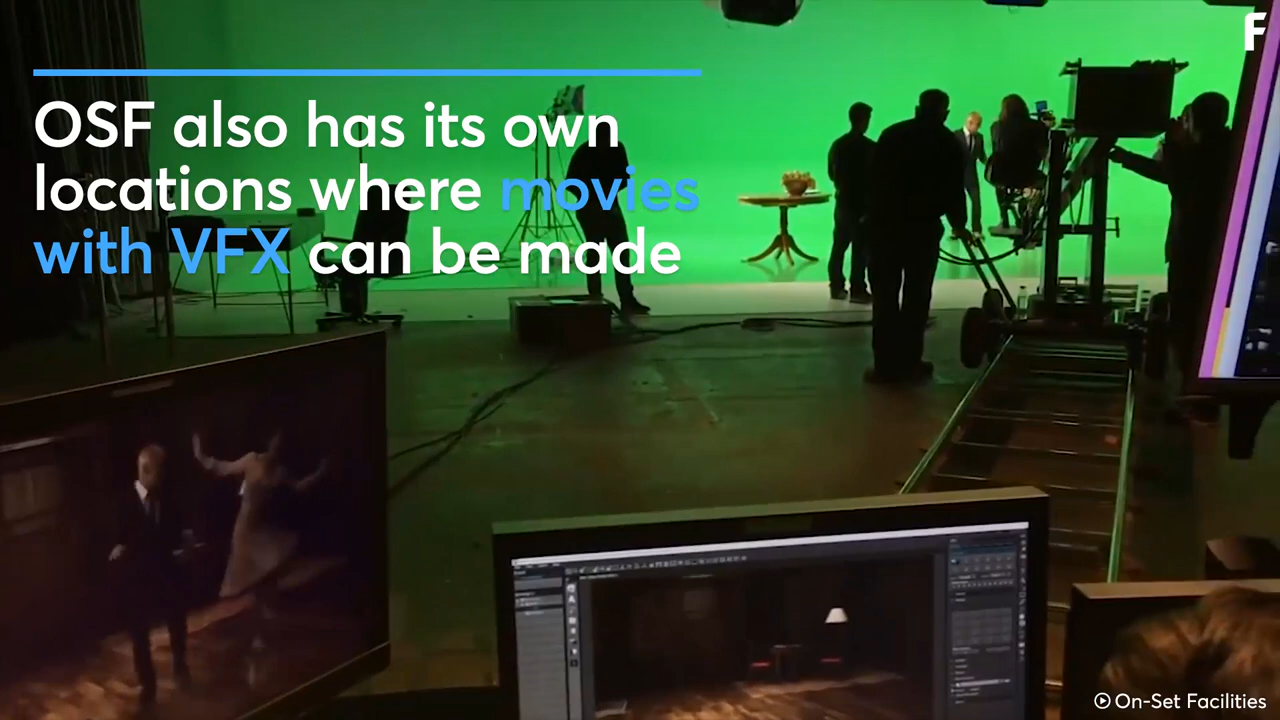 F
OSF also has its own
locations where movies
with VFX can be made
On-Set Facilities